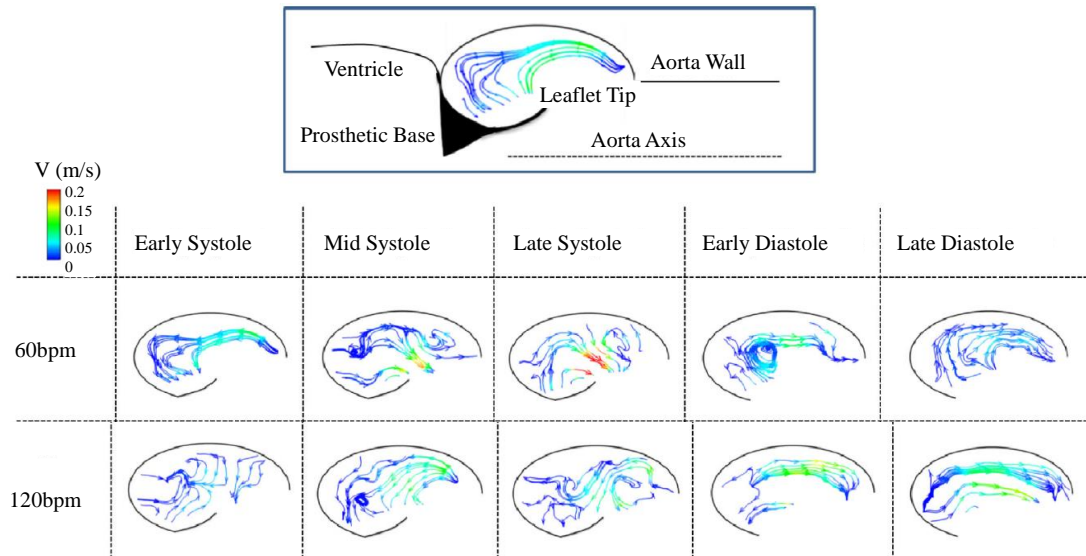 Ventricle
Aorta Wall
Leaflet Tip
Prosthetic Base
Aorta Axis
V (m/s)
0.2
0.15
0.1
0.05
0
Early Systole
Mid Systole
Late Systole
Early Diastole
Late Diastole
60bpm
120bpm